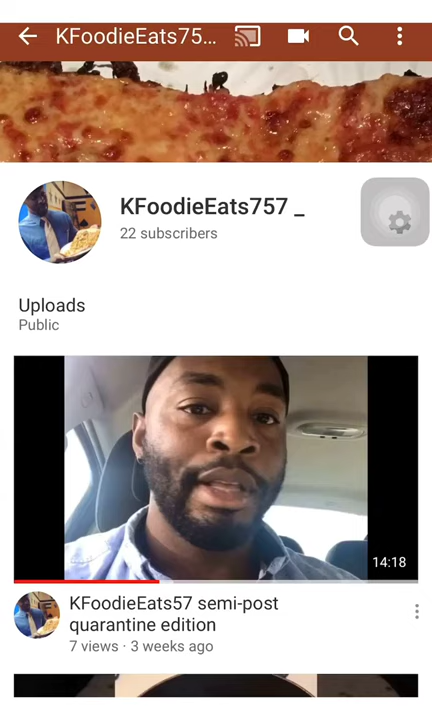 KFoodieEats75...
KFoodieEats757 _
22 subscribers
Uploads
Public
14:18
KFoodieEats57 semi-post
quarantine edition
7 views · 3 weeks ago